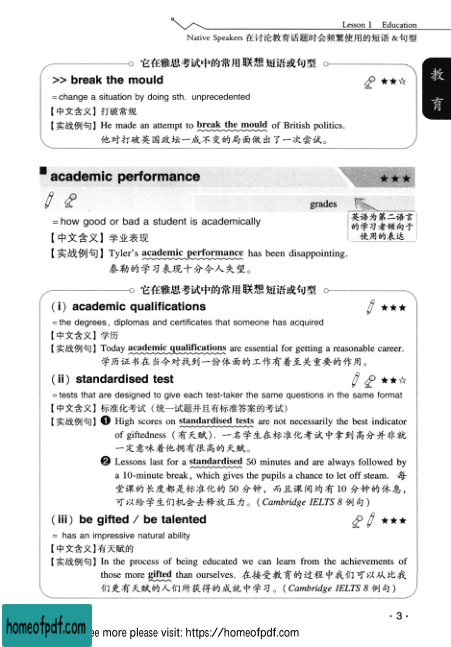 Lesson 1 Education
Native Speakers 在讨论教育话题时会频繁使用的短语 & 句型
教育
它在雅思考试中的常用联想短语或句型
>> break the mould ★★☆
=change a situation by doing sth. unprecedented
【中文含义】打破常规
【实战例句】He made an attempt to break the mould of British politics.
他对打破英国政坛一成不变的局面做出了一次尝试。
academic performance ★★★
grades
英语为第二语言
的学习者倾向于
使用的表达
=how good or bad a student is academically
【中文含义】学业表现
【实战例句】Tyler's academic performance has been disappointing.
泰勒的学习表现十分令人失望。
它在雅思考试中的常用联想短语或句型
(i) academic qualifications ★★★
=the degrees, diplomas and certificates that someone has acquired
【中文含义】学历
【实战例句】Today academic qualifications are essential for getting a reasonable career.
学历证书在当今对找到一份体面的工作有着至关重要的作用。
(ii) standardised test ★★☆
=tests that are designed to give each test-taker the same questions in the same format
【中文含义】标准化考试（统一试题并且有标准答案的考试）
【实战例句】❶ High scores on standardised tests are not necessarily the best indicator
of giftedness（有天赋）. 一名学生在标准化考试中拿到高分并非就
一定意味着他拥有很高的天赋。
❷ Lessons last for a standardised 50 minutes and are always followed by
a 10-minute break, which gives the pupils a chance to let off steam. 每
堂课的长度都是标准化的 50 分钟，而且课间均有 10 分钟的休息，
可以给学生们机会去释放压力。(Cambridge IELTS 8 例句)
(iii) be gifted / be talented ★★★
= has an impressive natural ability
【中文含义】有天赋的
【实战例句】In the process of being educated we can learn from the achievements of
those more gifted than ourselves. 在接受教育的过程中我们可以从比我
们更有天赋的人们所获得的成就中学习。(Cambridge IELTS 8 例句)
· 3 ·
homeofpdf.com
ee more please visit: https://homeofpdf.com